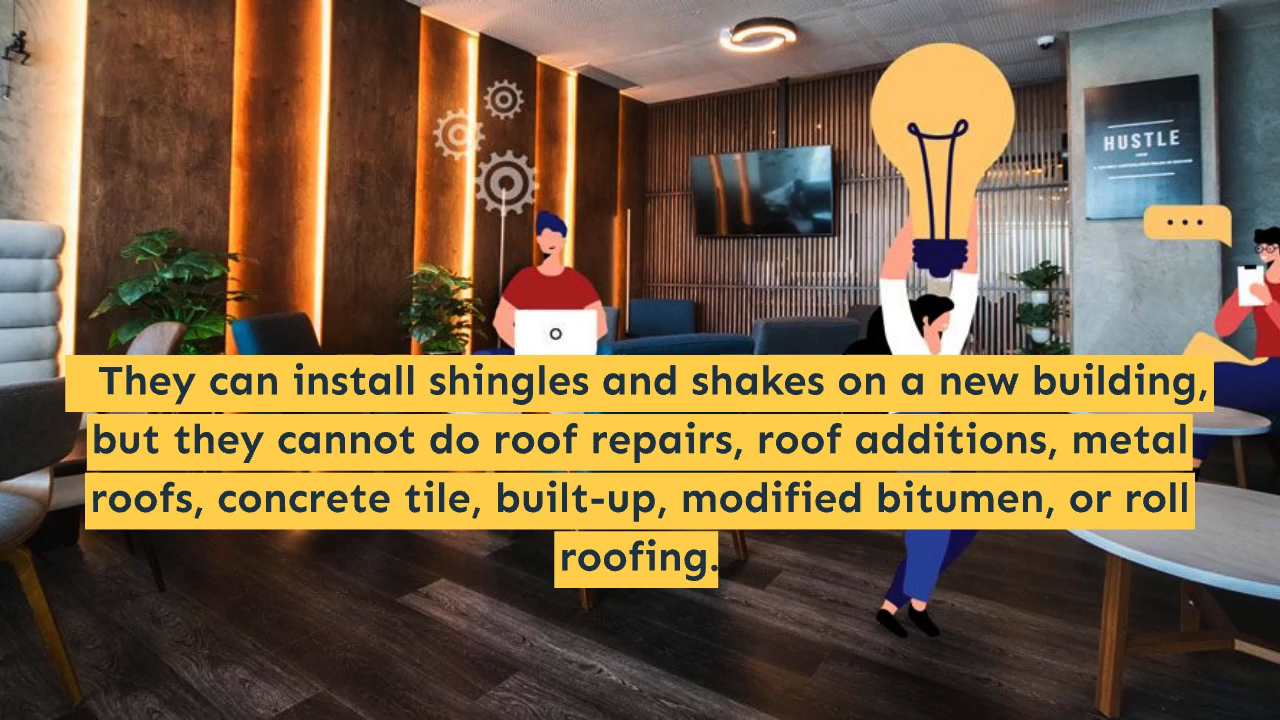 HUSTLE
They can install shingles and shakes on a new building,
but they cannot do roof repairs, roof additions, metal
roofs, concrete tile, built-up, modified bitumen, or roll
roofing.